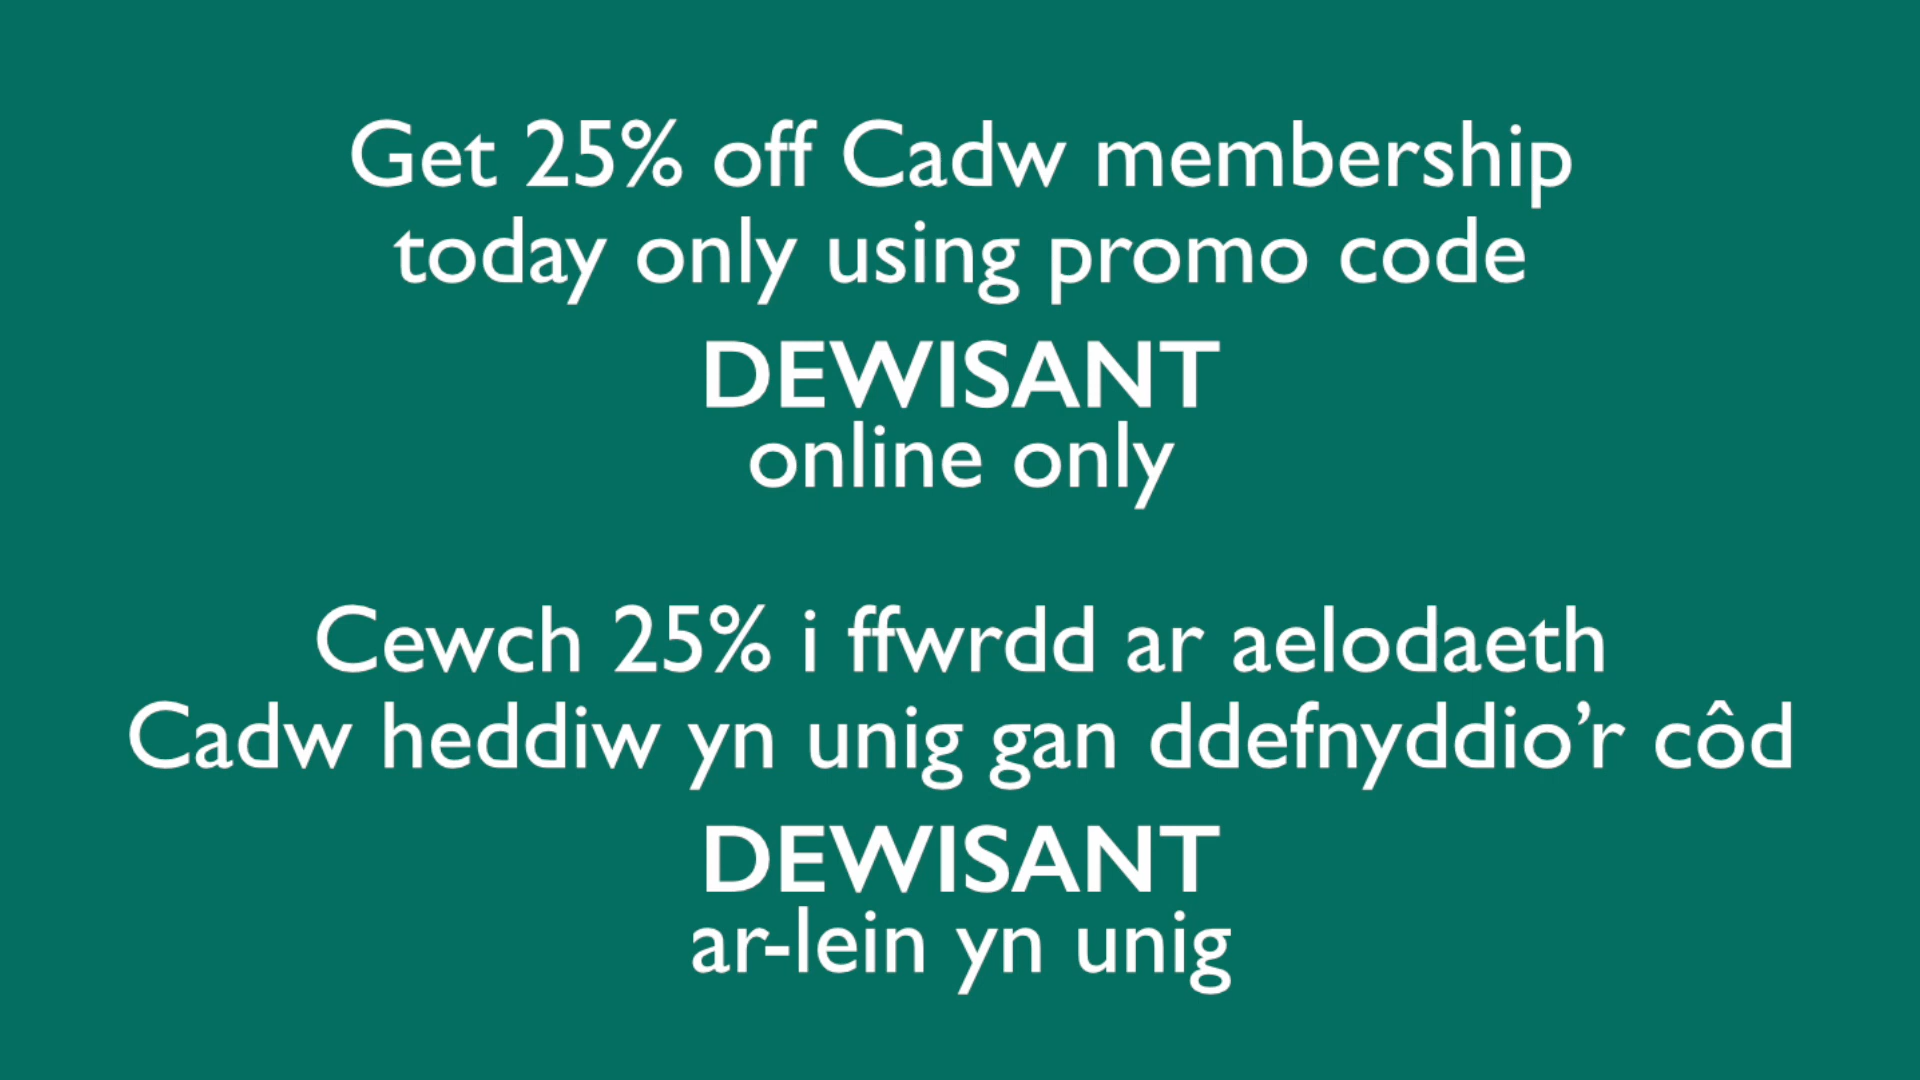 Get 25% off Cadw membership
today only using promo code
DEWISANT
online only
Cewch 25% i ffwrdd ar aelodaeth
Cadw heddiw yn unig gan ddefnyddio’r côd
DEWISANT
ar-lein yn unig